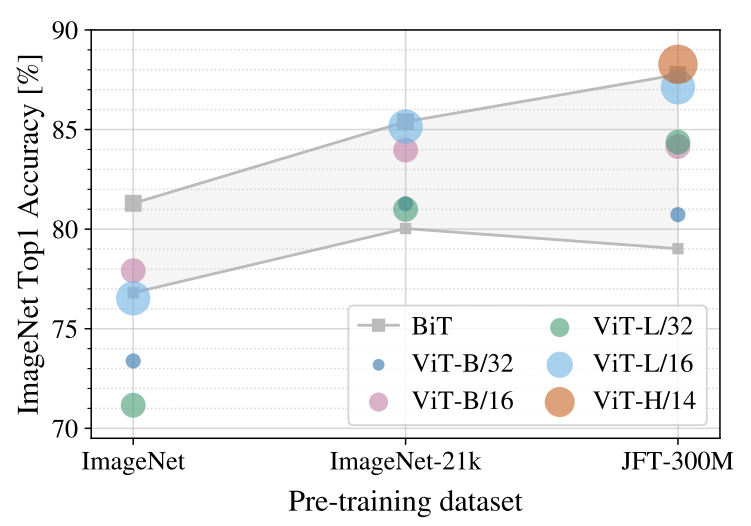 90
85
80
75
70
ImageNet Top1 Accuracy [%]
BiT
ViT-B/32
ViT-B/16
ViT-L/32
ViT-L/16
ViT-H/14
ImageNet
ImageNet-21k
JFT-300M
Pre-training dataset